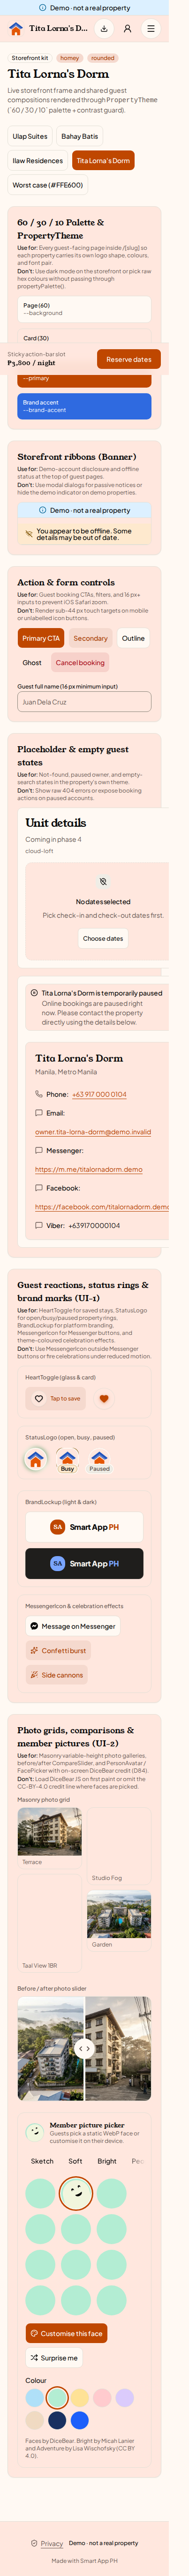 Demo · not a real property
Tita Lorna's D...
Storefront kit homey rounded
Tita Lorna's Dorm
Live storefront frame and shared guest
compositions rendered through PropertyTheme
(`60 / 30 / 10` palette + contrast guard).
Ulap Suites
Bahay Batis
Ilaw Residences
Tita Lorna's Dorm
Worst case (#FFE600)
60 / 30 / 10 Palette &
PropertyTheme
Use for: Every guest-facing page inside /[slug] so
each property carries its own logo shape, colours,
and font pair.
Don't: Use dark mode on the storefront or pick raw
hex colours without passing through
propertyPalette().
Page (60)
--background
Card (30)
Sticky action-bar slot
₱3,800 / night
Reserve dates
--primary
Brand accent
--brand-accent
Storefront ribbons (Banner)
Use for: Demo-account disclosure and offline
status at the top of guest pages.
Don't: Use modal dialogs for passive notices or
hide the demo indicator on demo properties.
Demo · not a real property
You appear to be offline. Some
details may be out of date.
Action & form controls
Use for: Guest booking CTAs, filters, and 16 px+
inputs to prevent iOS Safari zoom.
Don't: Render sub-44 px touch targets on mobile
or unlabelled icon buttons.
Primary CTA
Secondary
Outline
Ghost
Cancel booking
Guest full name (16 px minimum input)
Juan Dela Cruz
Placeholder & empty guest
states
Use for: Not-found, paused owner, and empty-
search states in the property's own theme.
Don't: Show raw 404 errors or expose booking
actions on paused accounts.
Unit details
Coming in phase 4
cloud-loft
No dates selected
Pick check-in and check-out dates first.
Choose dates
Tita Lorna's Dorm is temporarily paused
Online bookings are paused right
now. Please contact the property
directly using the details below.
Tita Lorna's Dorm
Manila, Metro Manila
Phone: +63 917 000 0104
Email:
owner.tita-lorna-dorm@demo.invalid
Messenger:
https://m.me/titalornadorm.demo
Facebook:
https://facebook.com/titalornadorm.demo
Viber: +639170000104
Guest reactions, status rings &
brand marks (UI-1)
Use for: HeartToggle for saved stays, StatusLogo
for open/busy/paused property rings,
BrandLockup for platform branding,
MessengerIcon for Messenger buttons, and
theme-coloured celebration effects.
Don't: Use MessengerIcon outside Messenger
buttons or fire celebrations under reduced motion.
HeartToggle (glass & card)
Tap to save
StatusLogo (open, busy, paused)
Busy
Paused
BrandLockup (light & dark)
SA Smart App PH
SA Smart App PH
MessengerIcon & celebration effects
Message on Messenger
Confetti burst
Side cannons
Photo grids, comparisons &
member pictures (UI-2)
Use for: Masonry variable-height photo galleries,
before/after CompareSlider, and PersonAvatar /
FacePicker with on-screen DiceBear credit (D84).
Don't: Load DiceBear JS on first paint or omit the
CC-BY-4.0 credit line where faces are picked.
Masonry photo grid
Terrace
Studio Fog
Garden
Taal View 1BR
Before / after photo slider
Member picture picker
Guests pick a static WebP face or
customise it on their device.
Sketch Soft Bright
Customise this face
Surprise me
Colour
Faces by DiceBear. Bright by Micah Lanier
and Adventure by Lisa Wischofsky (CC BY
4.0).
Privacy Demo · not a real property
Made with Smart App PH